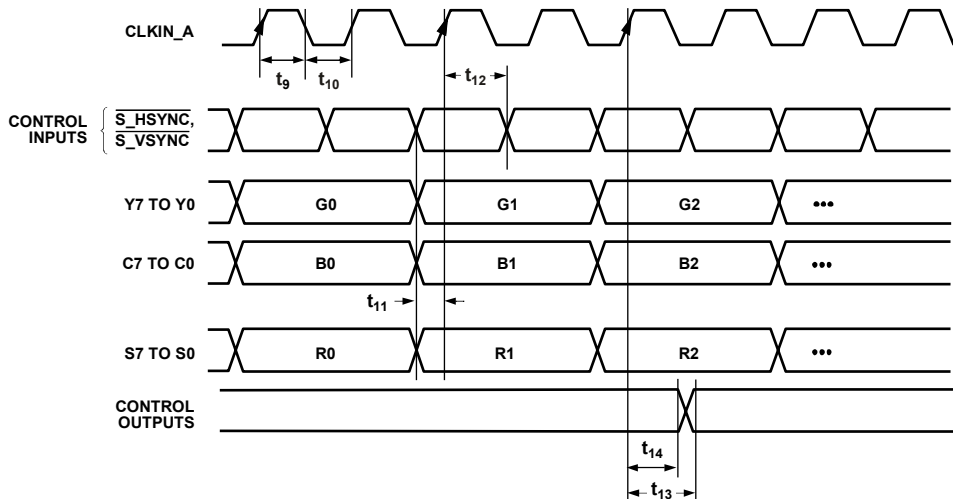 CLKIN_A
t9
t10
t12
CONTROL
INPUTS
S_HSYNC,
S_VSYNC
Y7 TO Y0
G0
G1
G2
•••
C7 TO C0
B0
B1
B2
•••
t11
S7 TO S0
R0
R1
R2
•••
CONTROL
OUTPUTS
t14
t13